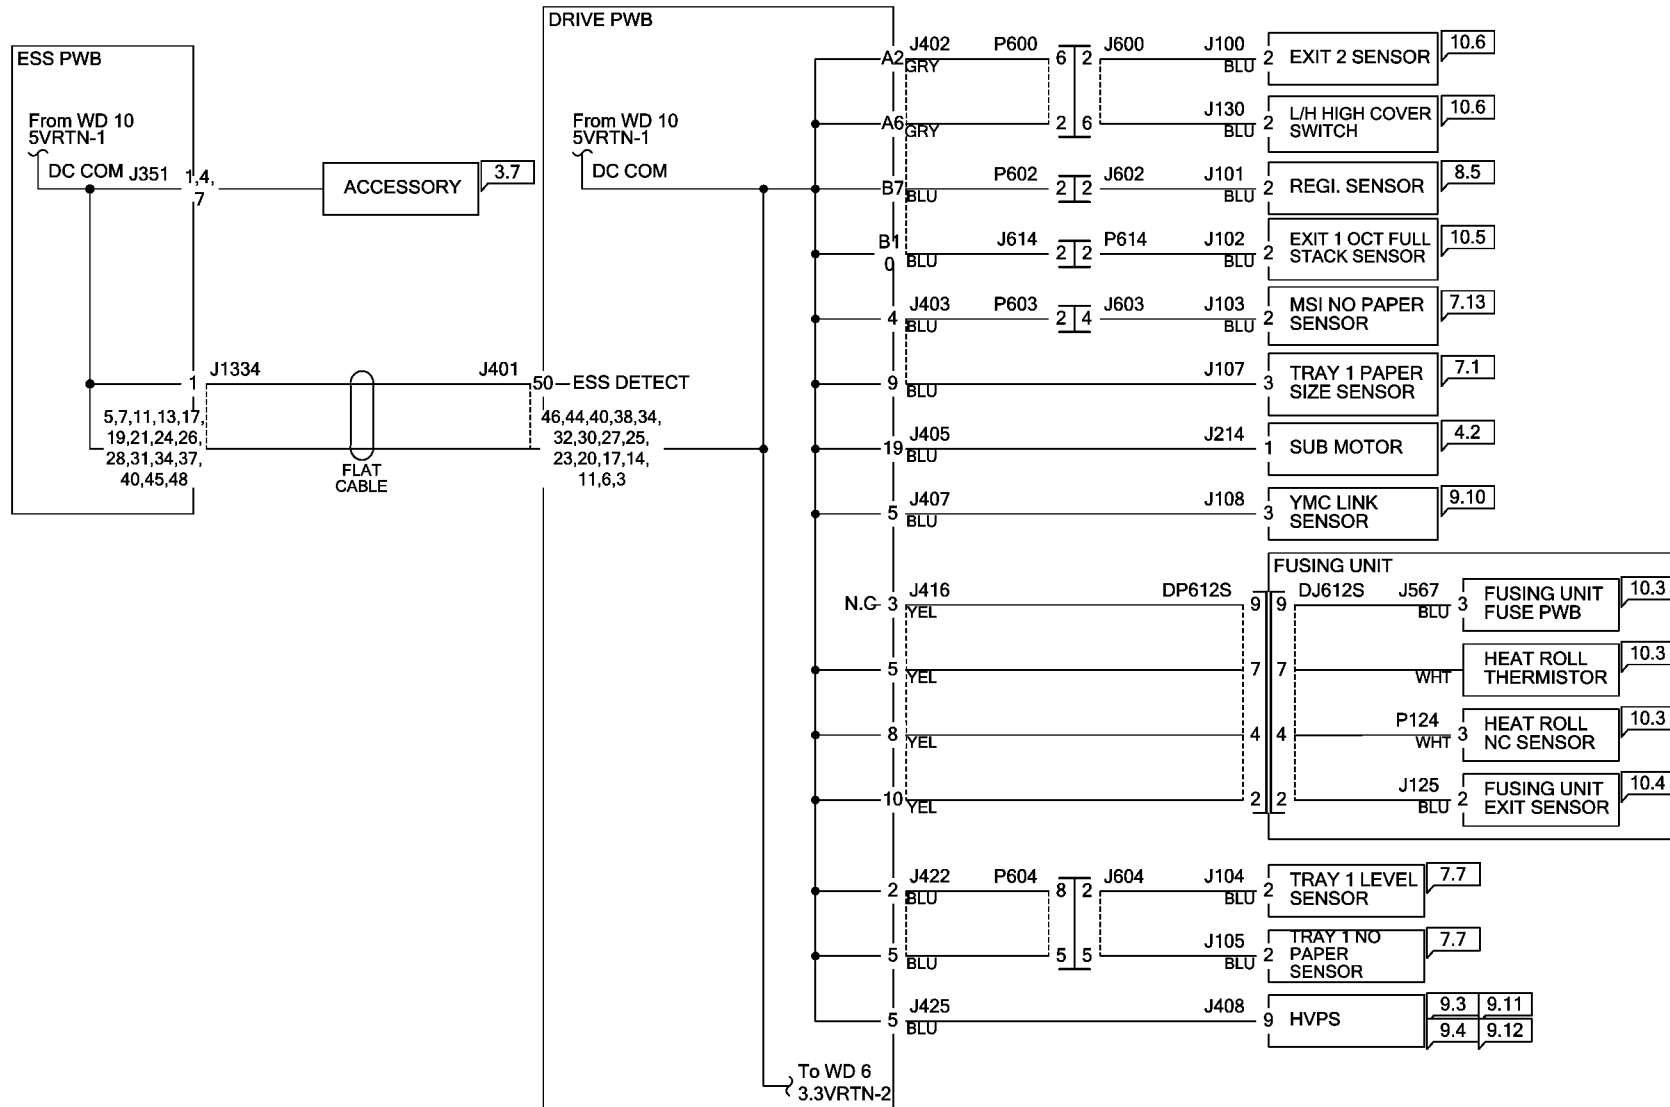 DRIVE PWB
ESS PWB
From WD 10
5VRTN-1
DC COM J351 1,4,
7
ACCESSORY 3.7
From WD 10
5VRTN-1
DC COM
A2 J402 GRY P600 6 2 J600 J100 BLU 2 EXIT 2 SENSOR 10.6
A6 GRY 2 6 J130 BLU 2 L/H HIGH COVER
SWITCH 10.6
B7 BLU P602 2 2 J602 J101 BLU 2 REGI. SENSOR 8.5
B1
0 BLU J614 2 2 P614 J102 BLU 2 EXIT 1 OCT FULL
STACK SENSOR 10.5
4 J403 BLU P603 2 4 J603 J103 BLU 2 MSI NO PAPER
SENSOR 7.13
1 J1334 J401 50 ESS DETECT
9 BLU J107 3 TRAY 1 PAPER
SIZE SENSOR 7.1
5,7,11,13,17,
19,21,24,26,
28,31,34,37,
40,45,48
FLAT
CABLE
46,44,40,38,34,
32,30,27,25,
23,20,17,14,
11,6,3
19 J405 BLU J214 1 SUB MOTOR 4.2
5 J407 BLU J108 3 YMC LINK
SENSOR 9.10
FUSING UNIT
N.C 3 J416 YEL DP612S 9 9 DJ612S J567 BLU 3 FUSING UNIT
FUSE PWB 10.3
5 YEL 7 7 WHT HEAT ROLL
THERMISTOR 10.3
8 YEL 4 4 P124 WHT 3 HEAT ROLL
NC SENSOR 10.3
10 YEL 2 2 J125 BLU 2 FUSING UNIT
EXIT SENSOR 10.4
2 J422 BLU P604 8 2 J604 J104 BLU 2 TRAY 1 LEVEL
SENSOR 7.7
5 BLU 5 5 J105 BLU 2 TRAY 1 NO
PAPER
SENSOR 7.7
5 J425 BLU J408 9 HVPS 9.3 9.11
9.4 9.12
To WD 6
3.3VRTN-2